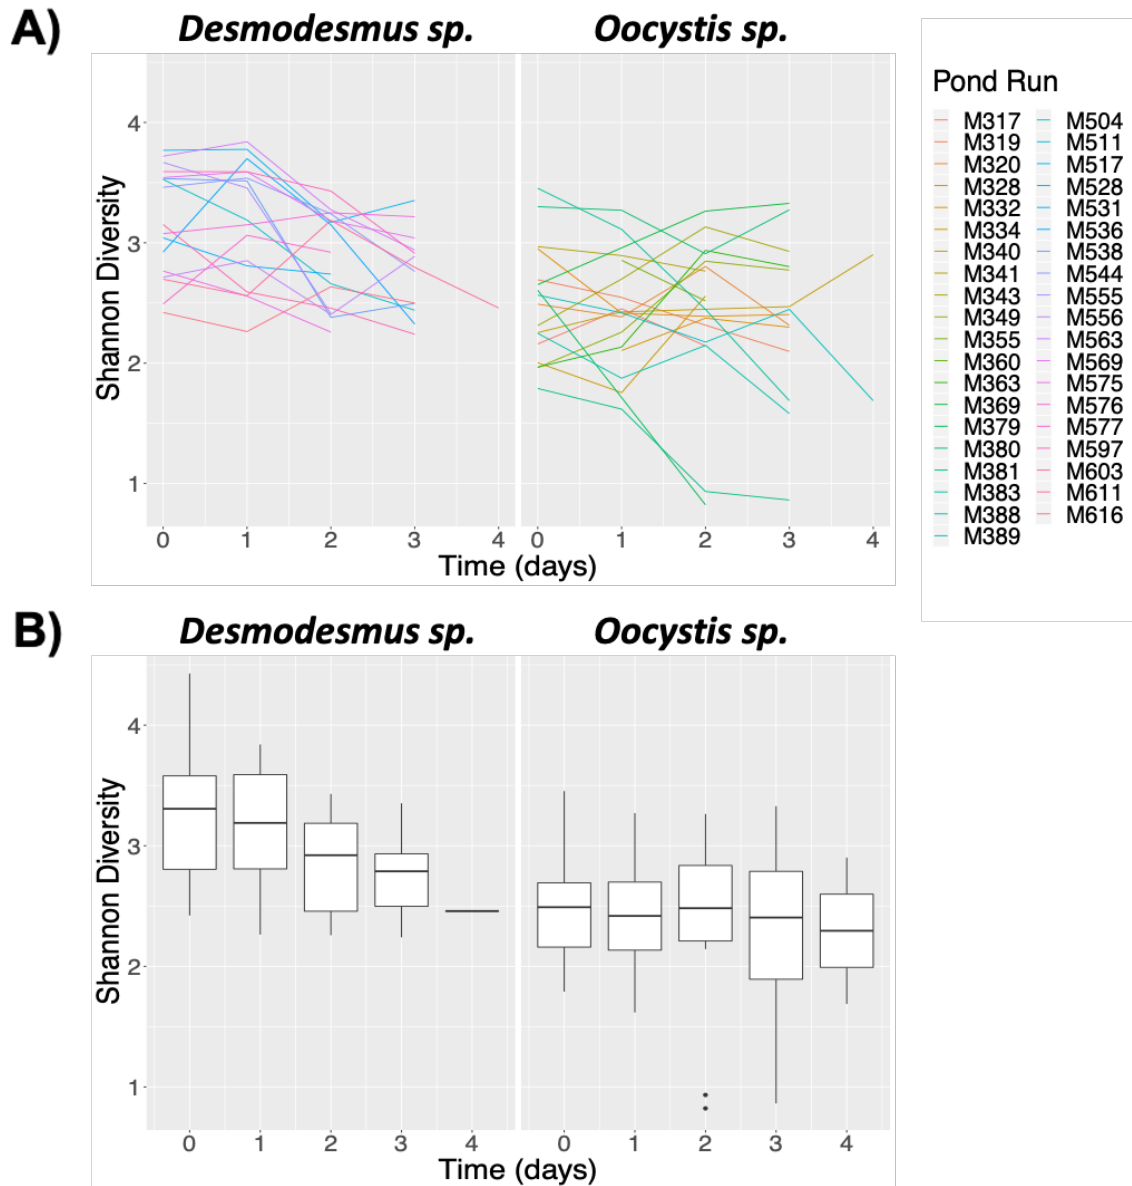 A)
Desmodesmus sp.
Oocystis sp.
4
3
2
1
Shannon Diversity
0 1 2 3 4
0 1 2 3 4
Time (days)
Pond Run
M317 M504
M319 M511
M320 M517
M328 M528
M332 M531
M334 M536
M340 M538
M341 M544
M343 M555
M349 M556
M355 M563
M360 M569
M363 M575
M369 M576
M379 M577
M380 M597
M381 M603
M383 M611
M388 M616
M389
B)
Desmodesmus sp.
Oocystis sp.
4
3
2
1
Shannon Diversity
0 1 2 3 4
0 1 2 3 4
Time (days)